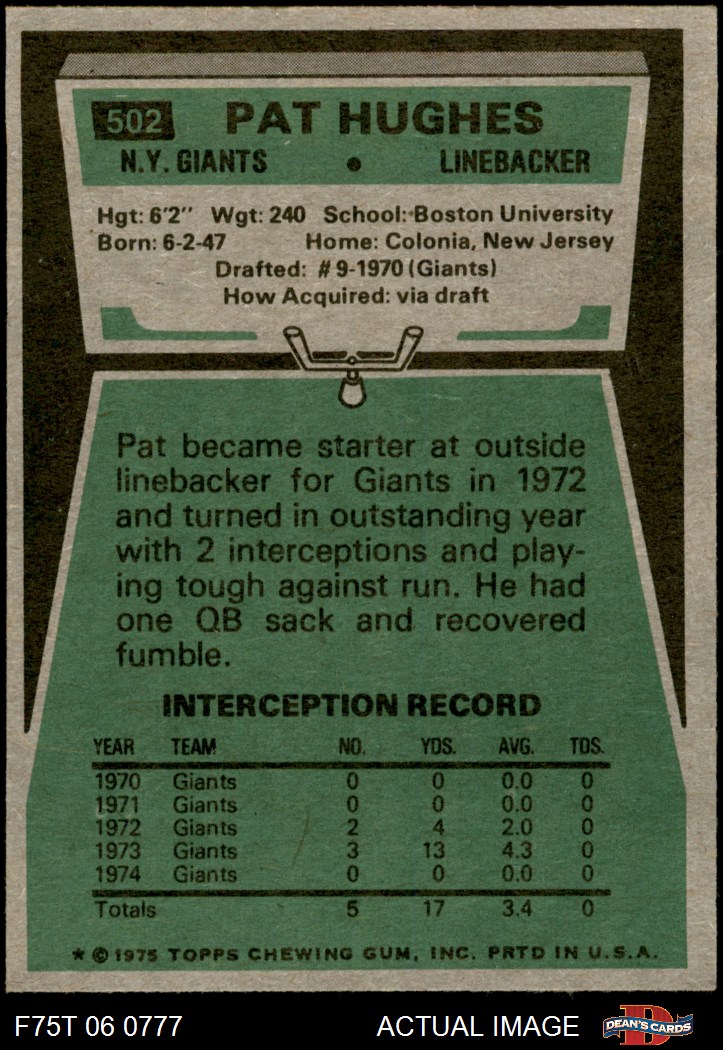 502 PAT HUGHES
N.Y. GIANTS • LINEBACKER
Hgt: 6'2" Wgt: 240 School: Boston University
Born: 6-2-47 Home: Colonia, New Jersey
Drafted: #9-1970 (Giants)
How Acquired: via draft
Pat became starter at outside
linebacker for Giants in 1972
and turned in outstanding year
with 2 interceptions and play-
ing tough against run. He had
one QB sack and recovered
fumble.
INTERCEPTION RECORD
YEAR TEAM NO. YDS. AVG. TDS.
1970 Giants 0 0 0.0 0
1971 Giants 0 0 0.0 0
1972 Giants 2 4 2.0 0
1973 Giants 3 13 4.3 0
1974 Giants 0 0 0.0 0
Totals 5 17 3.4 0
* © 1975 TOPPS CHEWING GUM, INC. PRTD IN U.S.A.
F75T 06 0777 ACTUAL IMAGE D DEAN'S CARDS